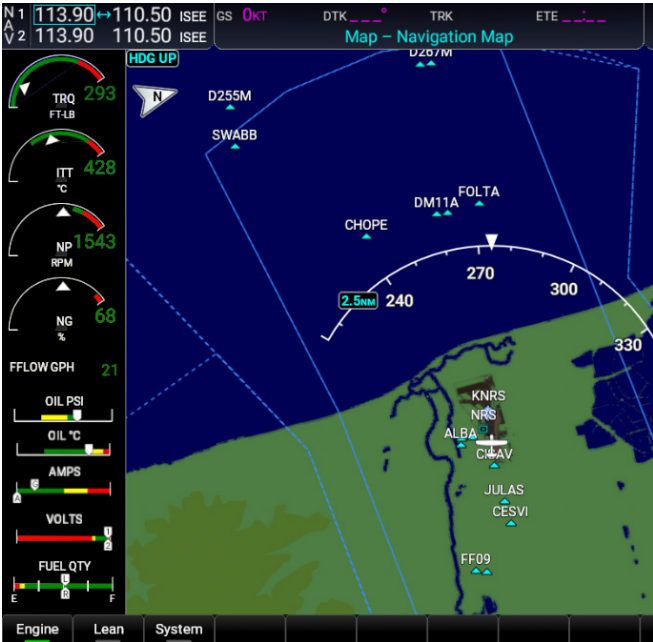 N 1 113.90 ↔ 110.50 ISEE GS 0KT DTK _ _ _° TRK ETE _ _:_ _
A
V 2 113.90 110.50 ISEE Map – Navigation Map
HDG UP
N
D267M
D255M
SWABB
FOLTA
DM11A
CHOPE
2.5NM
240
270
300
330
KNRS
NRS
ALBA
JULAS
CESVI
FF09
TRQ 293
FT-LB
ITT 428
°C
NP 1543
RPM
NG 68
%
FFLOW GPH 21
OIL PSI
OIL °C
AMPS
G
A
VOLTS
1
2
FUEL QTY
L
R
E F
Engine Lean System